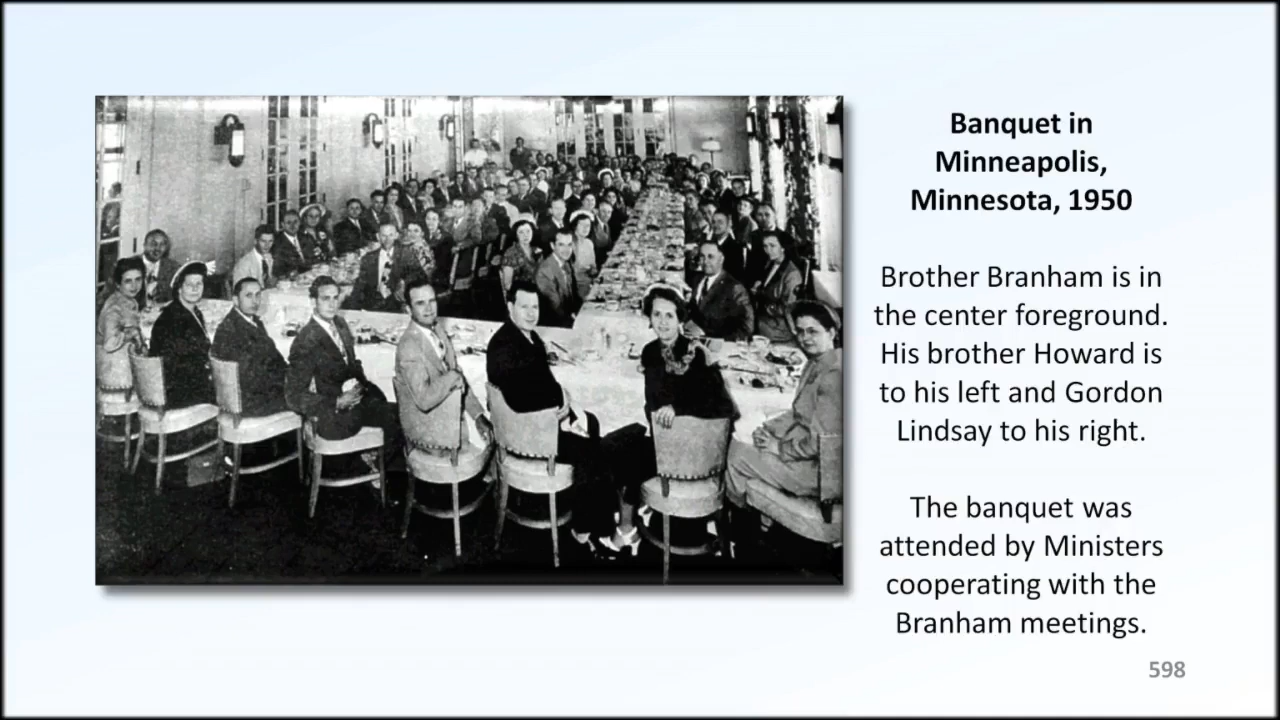 Banquet in
Minneapolis,
Minnesota, 1950
Brother Branham is in
the center foreground.
His brother Howard is
to his left and Gordon
Lindsay to his right.
The banquet was
attended by Ministers
cooperating with the
Branham meetings.
598